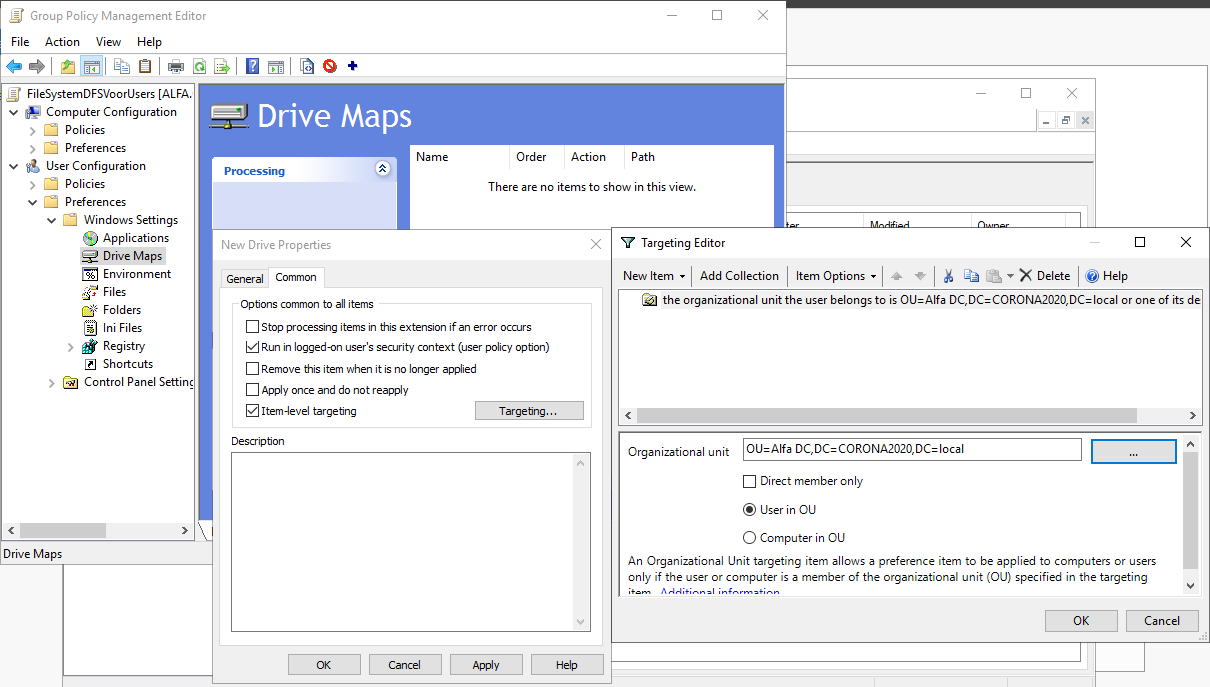 Group Policy Management Editor
File Action View Help
FileSystemDFSVoorUsers [ALFA.
Computer Configuration
Policies
Preferences
User Configuration
Policies
Preferences
Windows Settings
Applications
Drive Maps
Environment
Files
Folders
Ini Files
Registry
Shortcuts
Control Panel Setting
Drive Maps
Drive Maps
Processing
Name Order Action Path
There are no items to show in this view.
Modified Owner
New Drive Properties
General Common
Options common to all items
Stop processing items in this extension if an error occurs
Run in logged-on user's security context (user policy option)
Remove this item when it is no longer applied
Apply once and do not reapply
Item-level targeting
Targeting...
Description
OK Cancel Apply Help
Targeting Editor
New Item Add Collection Item Options Delete Help
the organizational unit the user belongs to is OU=Alfa DC,DC=CORONA2020,DC=local or one of its de
Organizational unit OU=Alfa DC,DC=CORONA2020,DC=local ...
Direct member only
User in OU
Computer in OU
An Organizational Unit targeting item allows a preference item to be applied to computers or users
only if the user or computer is a member of the organizational unit (OU) specified in the targeting
item. Additional information
OK Cancel